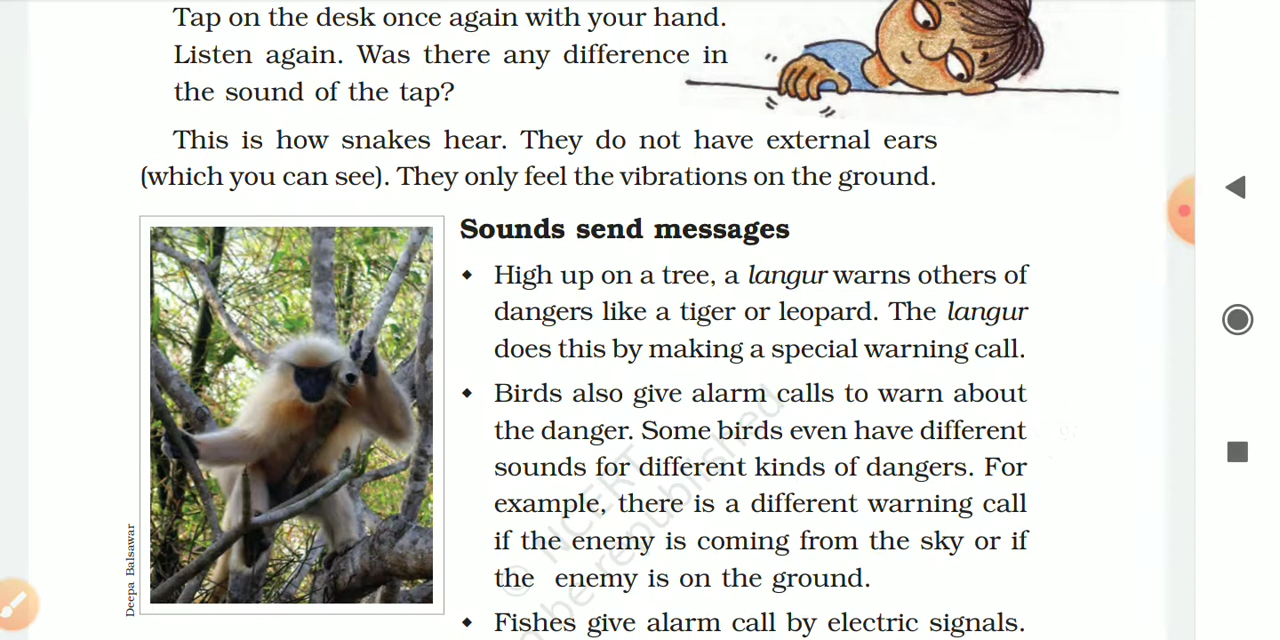 Tap on the desk once again with your hand.
Listen again. Was there any difference in
the sound of the tap?
This is how snakes hear. They do not have external ears
(which you can see). They only feel the vibrations on the ground.
Sounds send messages
⬥ High up on a tree, a langur warns others of
dangers like a tiger or leopard. The langur
does this by making a special warning call.
⬥ Birds also give alarm calls to warn about
the danger. Some birds even have different
sounds for different kinds of dangers. For
example, there is a different warning call
if the enemy is coming from the sky or if
the enemy is on the ground.
⬥ Fishes give alarm call by electric signals.
Deepa Balsawar
© NCERT
be republished